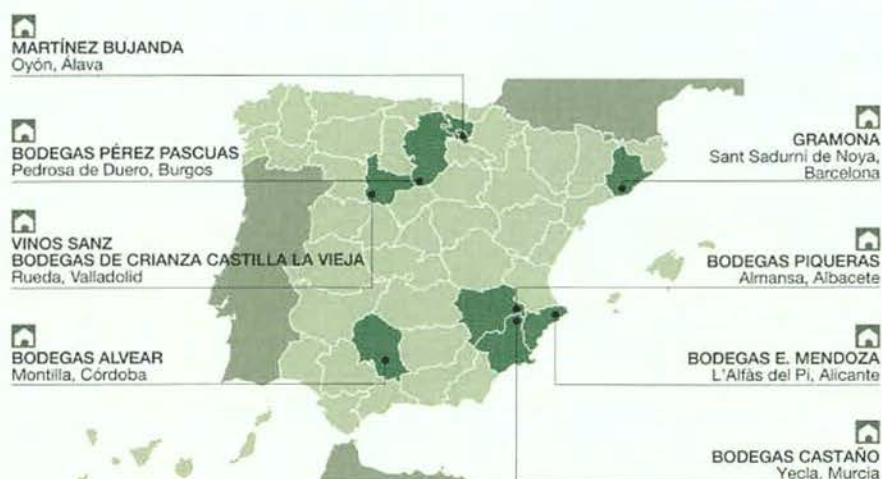 MARTÍNEZ BUJANDA
Oyón, Álava
BODEGAS PÉREZ PASCUAS
Pedrosa de Duero, Burgos
VINOS SANZ
BODEGAS DE CRIANZA CASTILLA LA VIEJA
Rueda, Valladolid
BODEGAS ALVEAR
Montilla, Córdoba
GRAMONA
Sant Sadurni de Noya,
Barcelona
BODEGAS PIQUERAS
Almansa, Albacete
BODEGAS E. MENDOZA
L'Alfàs del Pi, Alicante
BODEGAS CASTAÑO
Yecla, Murcia